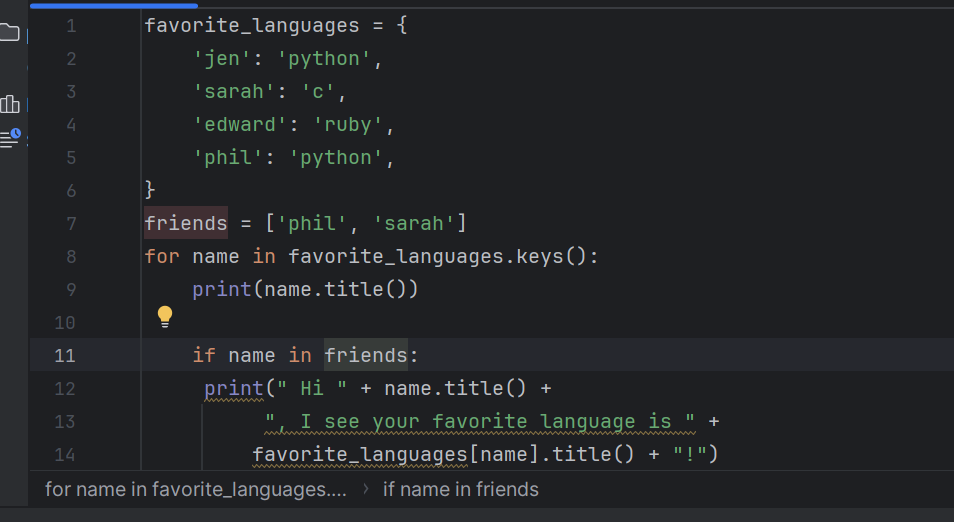 1 favorite_languages = {
2     'jen': 'python',
3     'sarah': 'c',
4     'edward': 'ruby',
5     'phil': 'python',
6 }
7 friends = ['phil', 'sarah']
8 for name in favorite_languages.keys():
9     print(name.title())
10
11     if name in friends:
12      print(" Hi " + name.title() +
13           ", I see your favorite language is " +
14          favorite_languages[name].title() + "!")
for name in favorite_languages.... › if name in friends